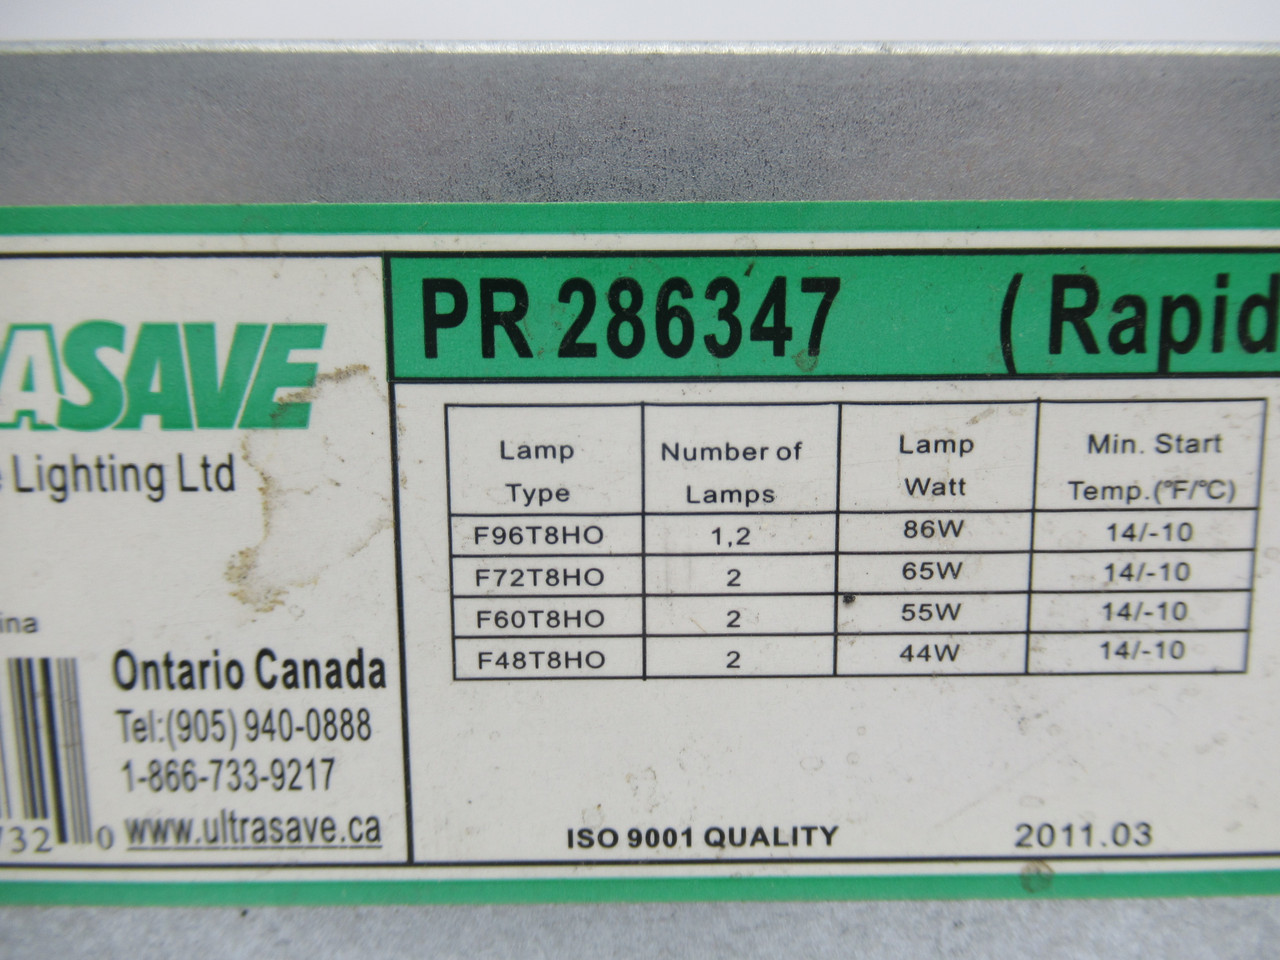 ASAVE
Lighting Ltd
ina
Ontario Canada
Tel:(905) 940-0888
1-866-733-9217
www.ultrasave.ca
732 0
PR 286347 ( Rapid
Lamp Type Number of Lamps Lamp Watt Min. Start Temp.(°F/°C)
F96T8HO 1,2 86W 14/-10
F72T8HO 2 65W 14/-10
F60T8HO 2 55W 14/-10
F48T8HO 2 44W 14/-10
ISO 9001 QUALITY 2011.03